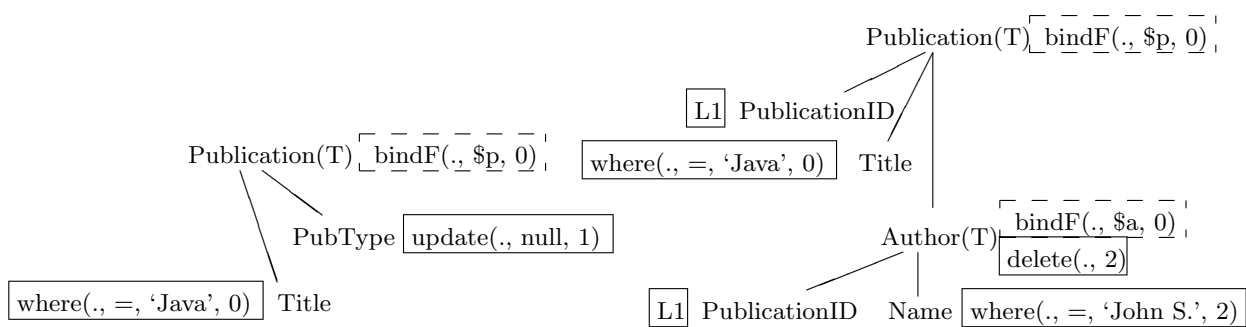 Publication(T) bindF(., $p, 0)
PubType update(., null, 1)
where(., =, ‘Java’, 0) Title
Publication(T) bindF(., $p, 0)
L1 PublicationID
where(., =, ‘Java’, 0) Title
bindF(., $a, 0)
Author(T)
delete(., 2)
L1 PublicationID Name where(., =, ‘John S.’, 2)